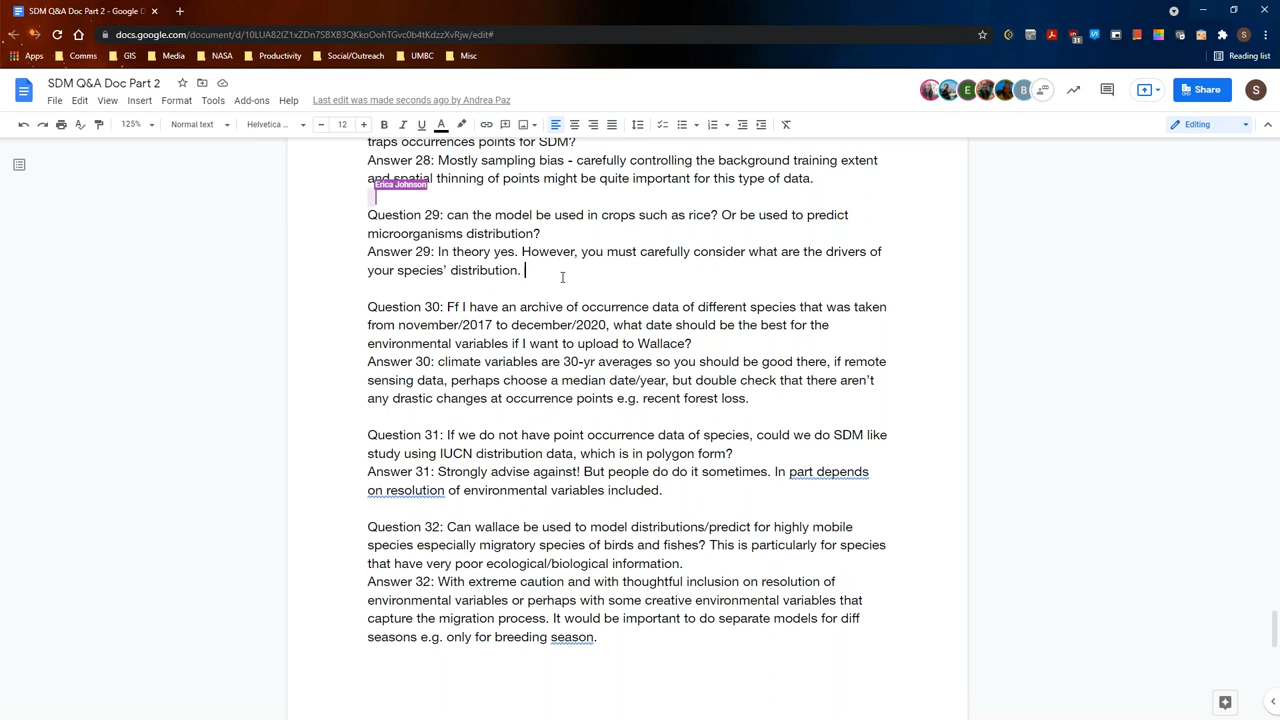 SDM Q&A Doc Part 2 - Google D
docs.google.com/document/d/10LUA82IZ1xZDn7SBXB3QKkoOohTGvc0b4tKdzzXvRjw/edit#
Apps Comms GIS Media NASA Productivity Social/Outreach UMBC Misc Reading list
SDM Q&A Doc Part 2
File Edit View Insert Format Tools Add-ons Help Last edit was made seconds ago by Andrea Paz
E B Share S
125% Normal text Helvetica ... 12 B I U A Editing
traps occurrences points for SDM?
Answer 28: Mostly sampling bias - carefully controlling the background training extent
and spatial thinning of points might be quite important for this type of data.
Erica Johnson
Question 29: can the model be used in crops such as rice? Or be used to predict
microorganisms distribution?
Answer 29: In theory yes. However, you must carefully consider what are the drivers of
your species' distribution.
Question 30: Ff I have an archive of occurrence data of different species that was taken
from november/2017 to december/2020, what date should be the best for the
environmental variables if I want to upload to Wallace?
Answer 30: climate variables are 30-yr averages so you should be good there, if remote
sensing data, perhaps choose a median date/year, but double check that there aren't
any drastic changes at occurrence points e.g. recent forest loss.
Question 31: If we do not have point occurrence data of species, could we do SDM like
study using IUCN distribution data, which is in polygon form?
Answer 31: Strongly advise against! But people do do it sometimes. In part depends
on resolution of environmental variables included.
Question 32: Can wallace be used to model distributions/predict for highly mobile
species especially migratory species of birds and fishes? This is particularly for species
that have very poor ecological/biological information.
Answer 32: With extreme caution and with thoughtful inclusion on resolution of
environmental variables or perhaps with some creative environmental variables that
capture the migration process. It would be important to do separate models for diff
seasons e.g. only for breeding season.